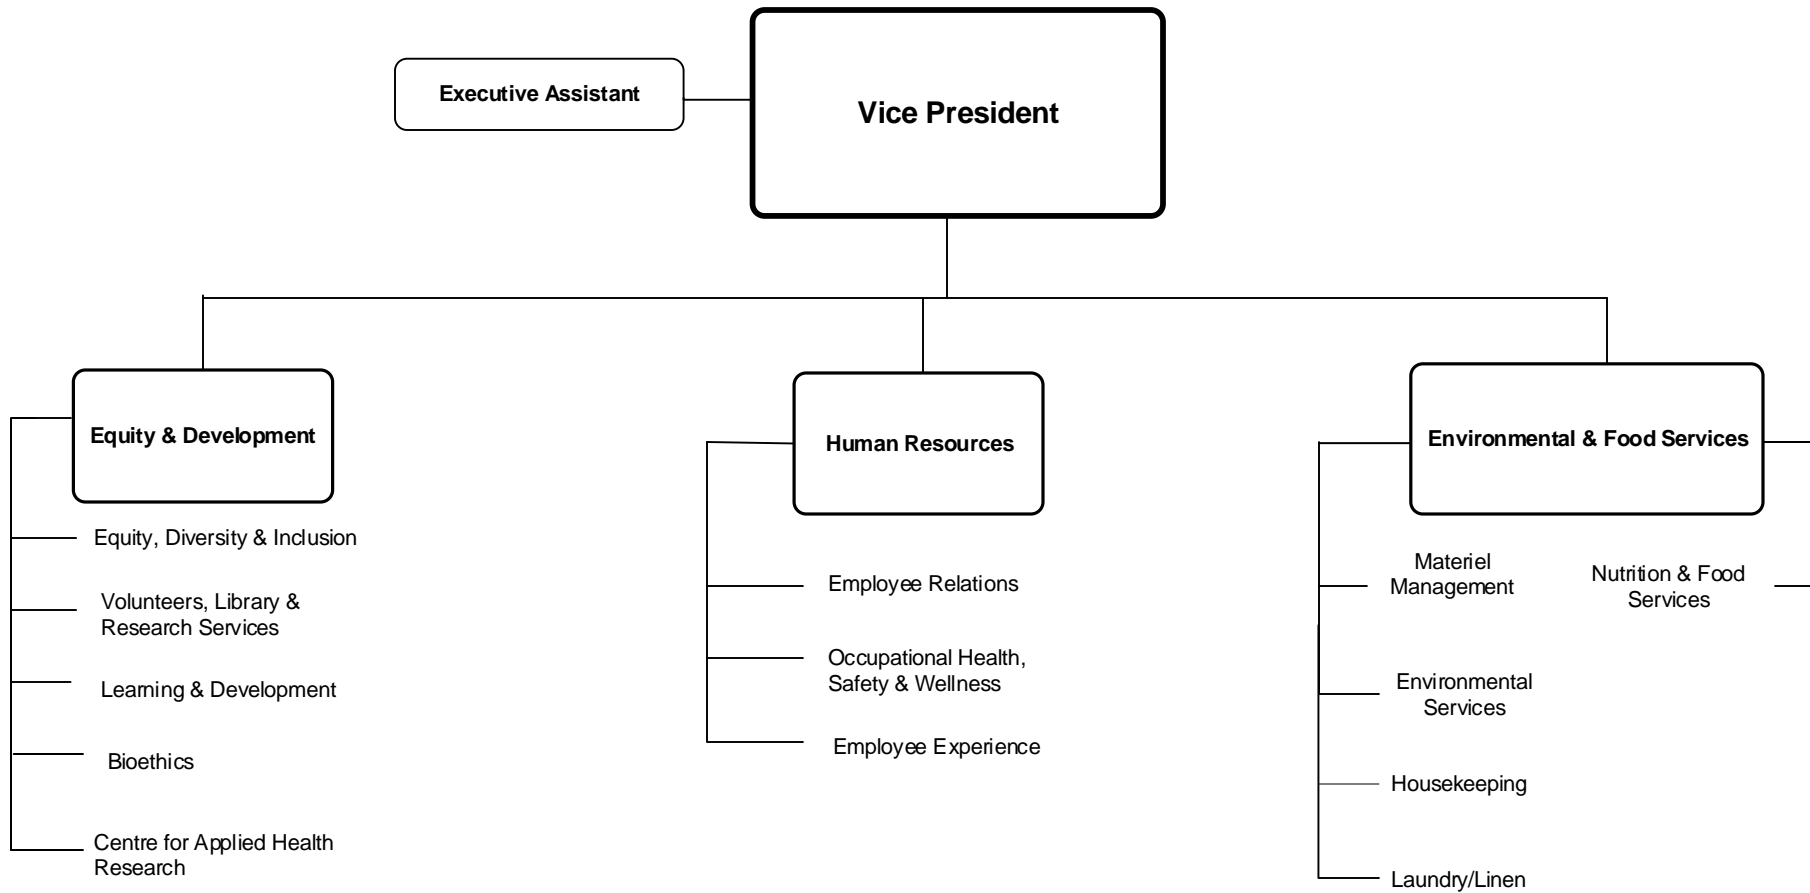 Executive Assistant
Vice President
Equity & Development
Equity, Diversity & Inclusion
Volunteers, Library &
Research Services
Learning & Development
Bioethics
Centre for Applied Health
Research
Human Resources
Employee Relations
Occupational Health,
Safety & Wellness
Employee Experience
Environmental & Food Services
Materiel
Management
Environmental
Services
Housekeeping
Laundry/Linen
Nutrition & Food
Services